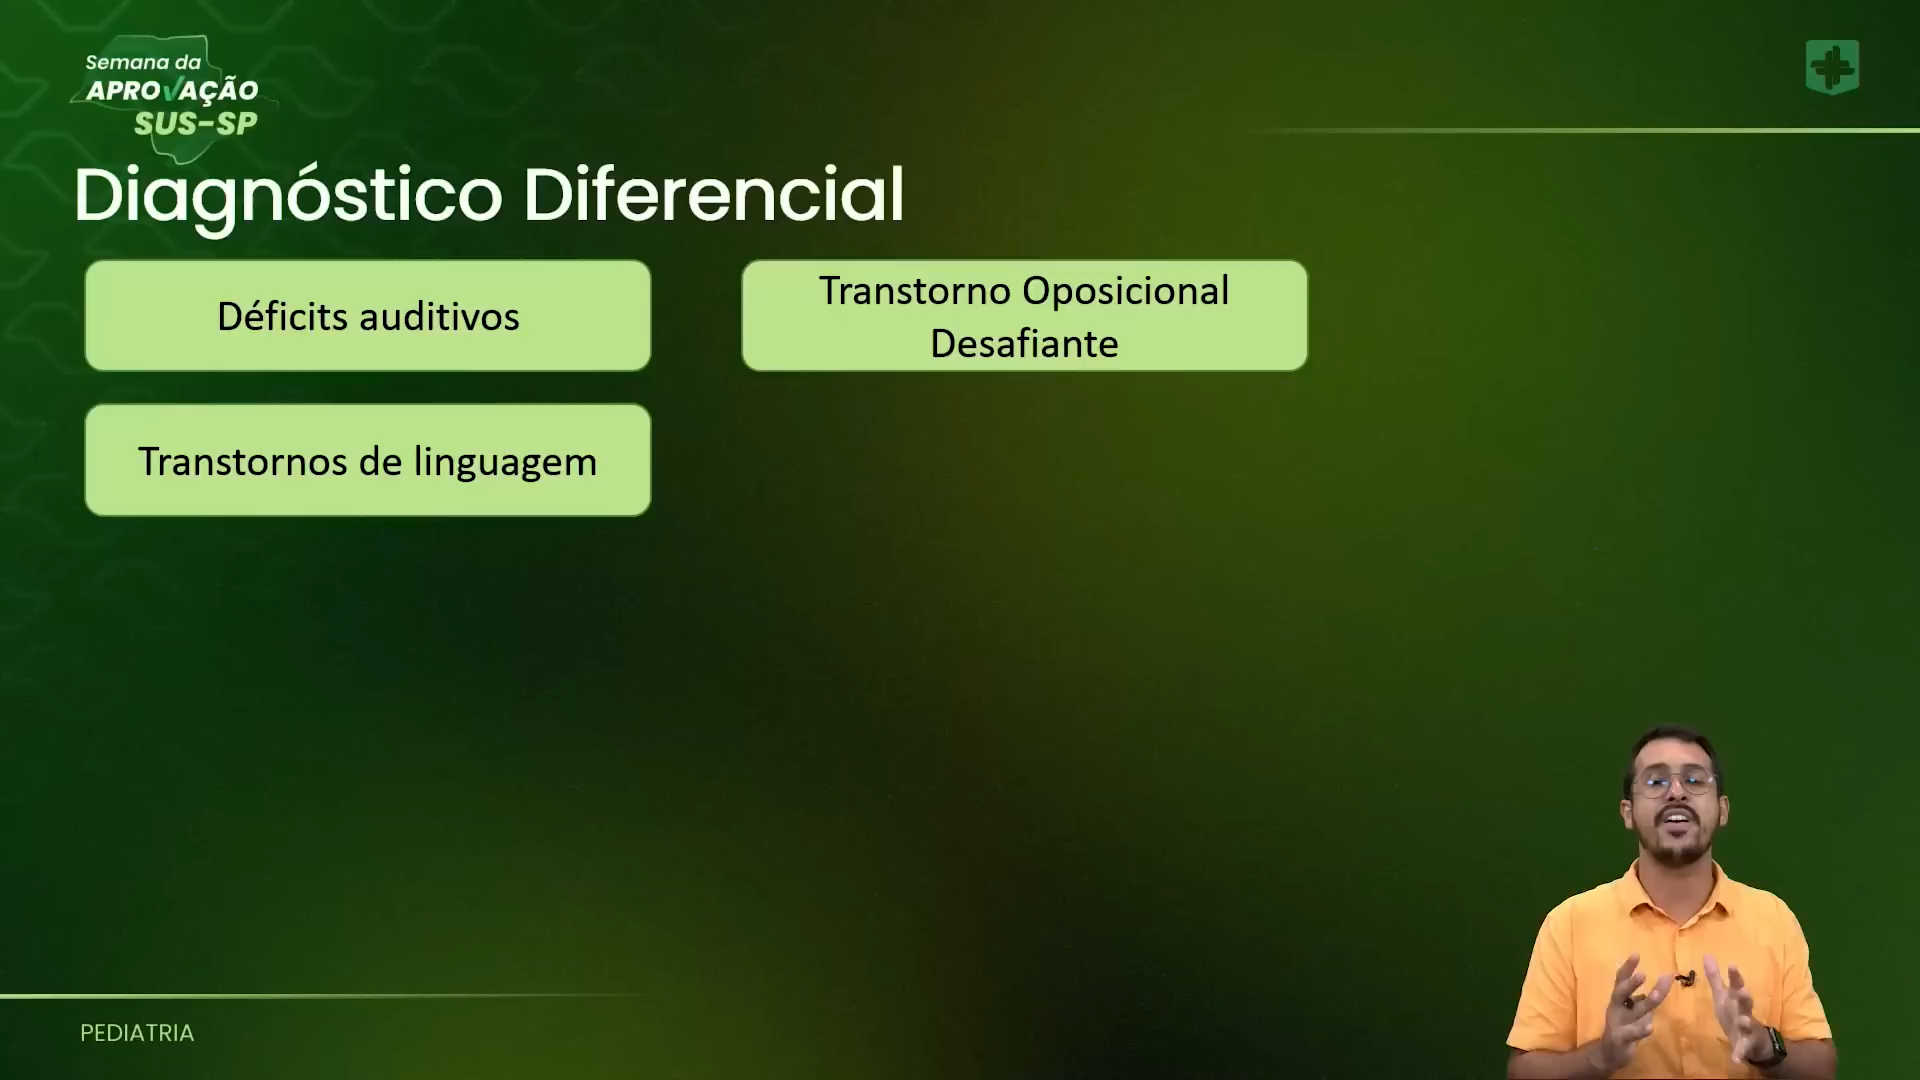 Semana da
APROVAÇÃO
SUS-SP
Diagnóstico Diferencial
Déficits auditivos
Transtorno Oposicional
Desafiante
Transtornos de linguagem
PEDIATRIA